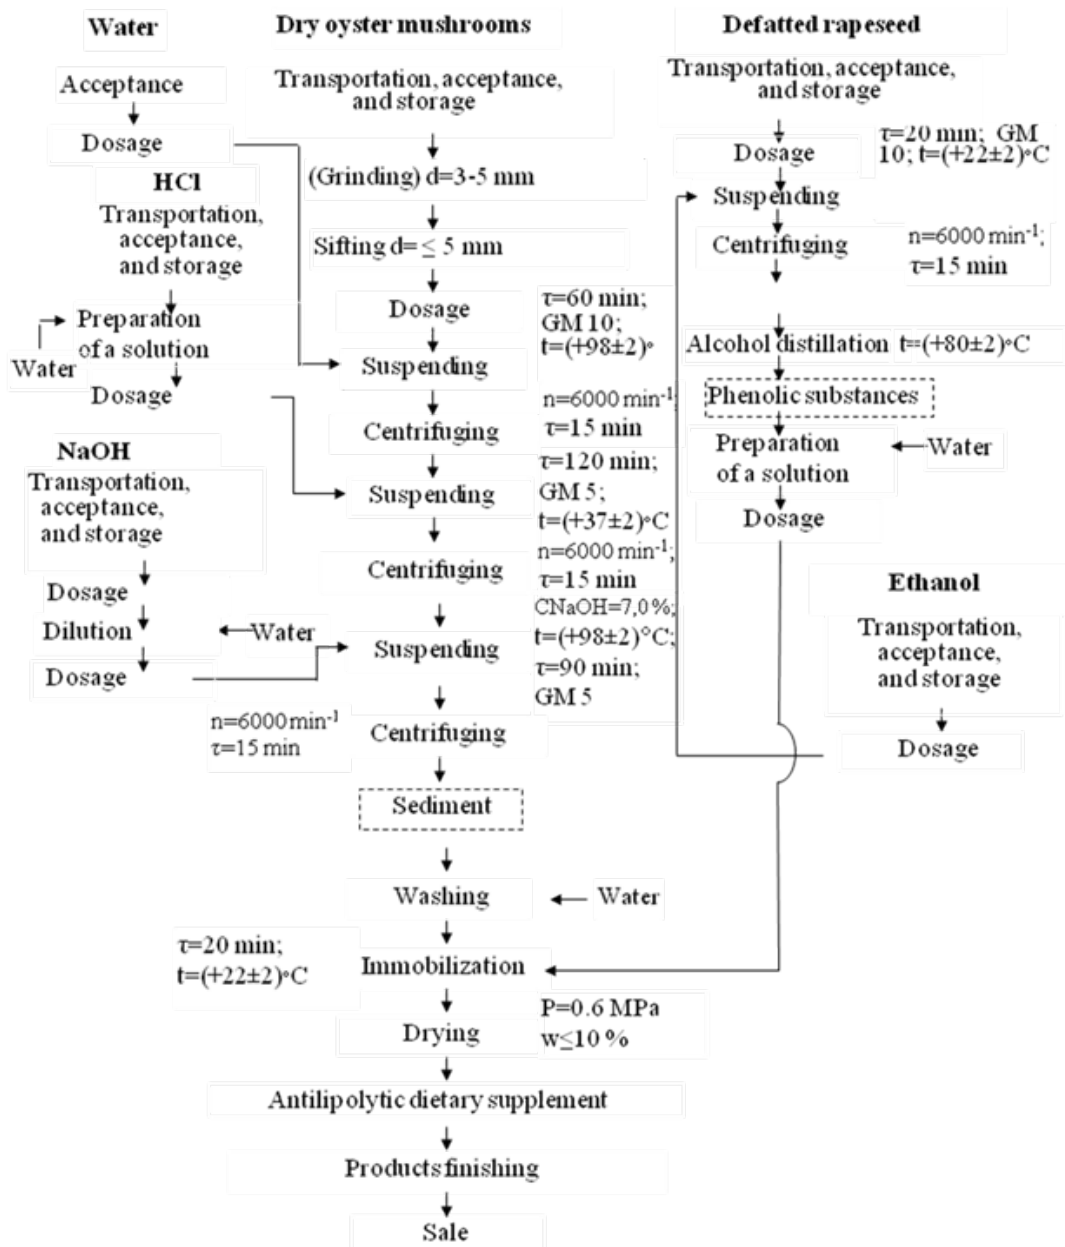 Water
Acceptance
Dosage
HCl
Transportation,
acceptance,
and storage
Preparation
of a solution
Water
Dosage
NaOH
Transportation,
acceptance,
and storage
Dosage
Dilution
Water
Dosage
Dry oyster mushrooms
Transportation, acceptance,
and storage
(Grinding) d=3-5 mm
Sifting d= ≤ 5 mm
Dosage
τ=60 min;
GM 10;
t=(+98±2)°
Suspending
n=6000 min-1;
τ=15 min
Centrifuging
τ=120 min;
GM 5;
t=(+37±2)°C
Suspending
n=6000 min-1;
τ=15 min
Centrifuging
CNaOH=7,0%;
t=(+98±2)°C;
τ=90 min;
GM 5
Suspending
n=6000 min-1
τ=15 min
Centrifuging
Sediment
Washing
Water
τ=20 min;
t=(+22±2)°C
Immobilization
P=0.6 MPa
w≤10 %
Drying
Antilipolytic dietary supplement
Products finishing
Sale
Defatted rapeseed
Transportation, acceptance,
and storage
Dosage
τ=20 min; GM
10; t=(+22±2)°C
Suspending
Centrifuging
n=6000 min-1;
τ=15 min
Alcohol distillation t=(+80±2)°C
Phenolic substances
Preparation
of a solution
Water
Dosage
Ethanol
Transportation,
acceptance,
and storage
Dosage